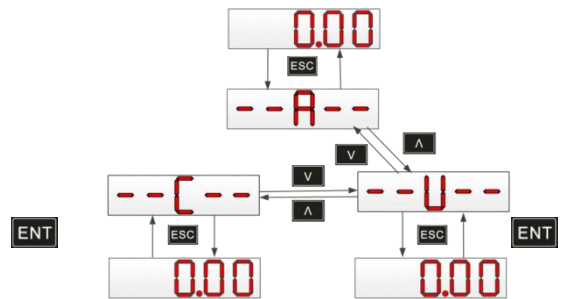 0.00
ESC
--A--
V
Λ
--C--
V
Λ
--U--
ENT
ESC
ESC
ENT
0.00
0.00